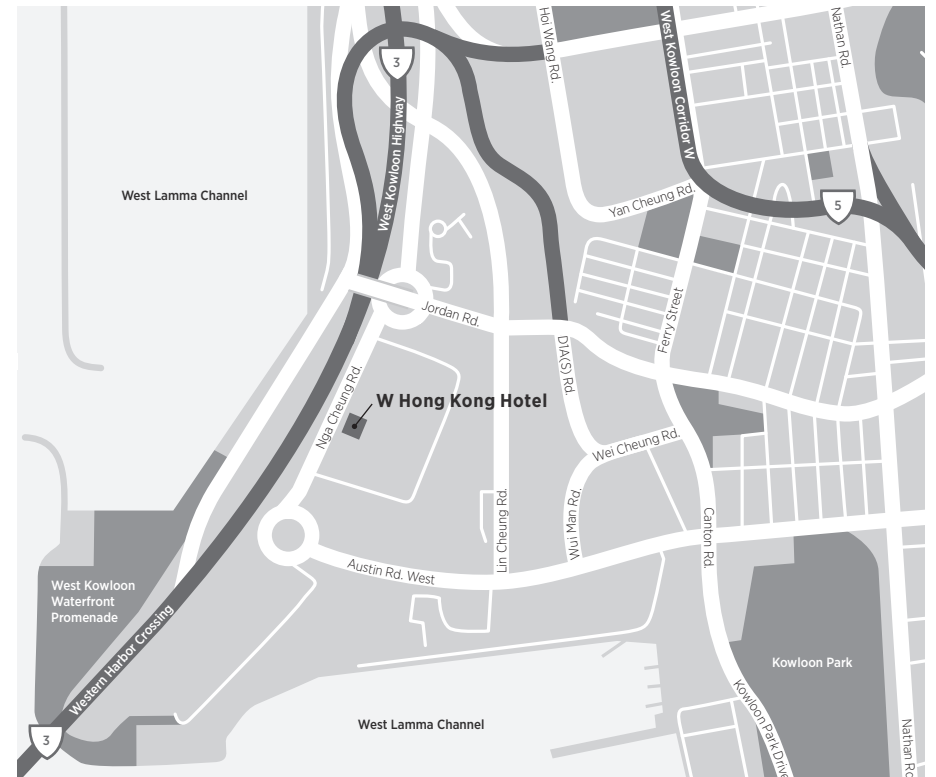 Hoi Wang Rd.
West Kowloon Corridor W
Nathan Rd.
3
West Kowloon Highway
West Lamma Channel
Yan Cheung Rd.
5
Jordan Rd.
Ferry Street
D1A(S) Rd.
Nga Cheung Rd.
W Hong Kong Hotel
Wei Cheung Rd.
Lin Cheung Rd.
Wui Man Rd.
Canton Rd.
Austin Rd. West
West Kowloon
Waterfront
Promenade
Western Harbor Crossing
Kowloon Park
Kowloon Park Drive
West Lamma Channel
Nathan Rd
3